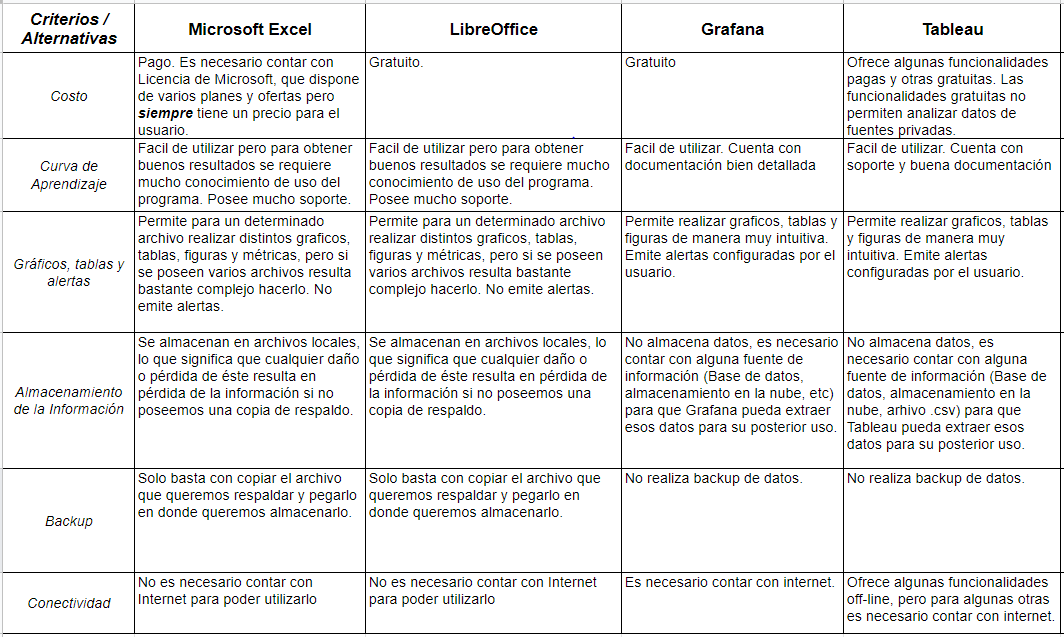 Criterios /
Alternativas
Microsoft Excel
LibreOffice
Grafana
Tableau
Costo
Pago. Es necesario contar con
Licencia de Microsoft, que dispone
de varios planes y ofertas pero
siempre tiene un precio para el
usuario.
Gratuito.
Gratuito
Ofrece algunas funcionalidades
pagas y otras gratuitas. Las
funcionalidades gratuitas no
permiten analizar datos de
fuentes privadas.
Curva de
Aprendizaje
Facil de utilizar pero para obtener
buenos resultados se requiere
mucho conocimiento de uso del
programa. Posee mucho soporte.
Facil de utilizar pero para obtener
buenos resultados se requiere mucho
conocimiento de uso del programa.
Posee mucho soporte.
Facil de utilizar. Cuenta con
documentación bien detallada
Facil de utilizar. Cuenta con
soporte y buena documentación
Gráficos, tablas y
alertas
Permite para un determinado
archivo realizar distintos graficos,
tablas, figuras y métricas, pero si
se poseen varios archivos resulta
bastante complejo hacerlo. No
emite alertas.
Permite para un determinado archivo
realizar distintos graficos, tablas,
figuras y métricas, pero si se poseen
varios archivos resulta bastante
complejo hacerlo. No emite alertas.
Permite realizar graficos, tablas y
figuras de manera muy intuitiva.
Emite alertas configuradas por el
usuario.
Permite realizar graficos, tablas
y figuras de manera muy
intuitiva. Emite alertas
configuradas por el usuario.
Almacenamiento
de la Información
Se almacenan en archivos locales,
lo que significa que cualquier daño
o pérdida de éste resulta en
pérdida de la información si no
poseemos una copia de respaldo.
Se almacenan en archivos locales, lo
que significa que cualquier daño o
pérdida de éste resulta en pérdida de
la información si no poseemos una
copia de respaldo.
No almacena datos, es necesario
contar con alguna fuente de
información (Base de datos,
almacenamiento en la nube, etc)
para que Grafana pueda extraer
esos datos para su posterior uso.
No almacena datos, es
necesario contar con alguna
fuente de información (Base de
datos, almacenamiento en la
nube, arhivo .csv) para que
Tableau pueda extraer esos
datos para su posterior uso.
Backup
Solo basta con copiar el archivo
que queremos respaldar y pegarlo
en donde queremos almacenarlo.
Solo basta con copiar el archivo que
queremos respaldar y pegarlo en
donde queremos almacenarlo.
No realiza backup de datos.
No realiza backup de datos.
Conectividad
No es necesario contar con
Internet para poder utilizarlo
No es necesario contar con Internet
para poder utilizarlo
Es necesario contar con internet.
Ofrece algunas funcionalidades
off-line, pero para algunas otras
es necesario contar con internet.